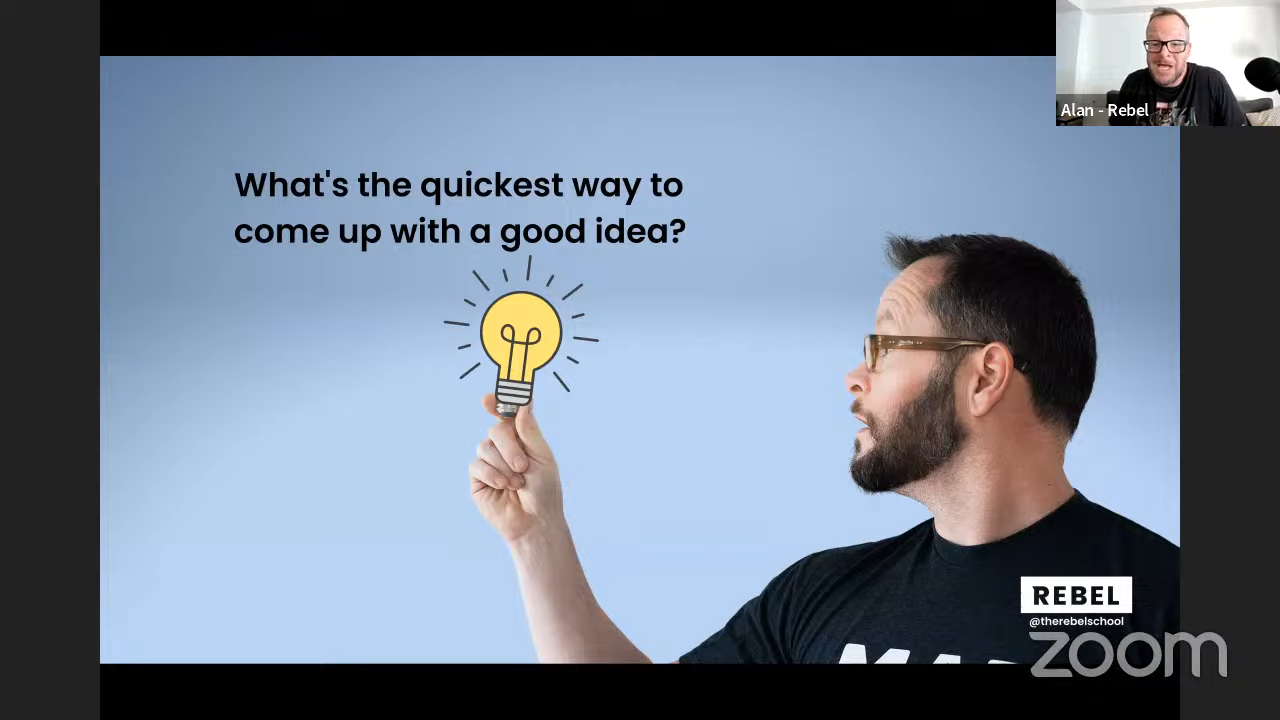 Alan - Rebel
What's the quickest way to
come up with a good idea?
REBEL
@therebelschool
zoom